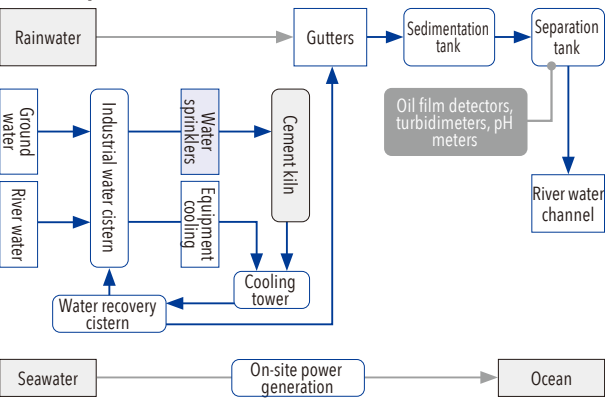 Rainwater
Gutters
Sedimentation
tank
Separation
tank
Oil film detectors,
turbidimeters, pH
meters
Ground
water
Industrial water cistern
Water
sprinklers
Cement kiln
River water
Equipment
cooling
River water
channel
Cooling
tower
Water recovery
cistern
Seawater
On-site power
generation
Ocean